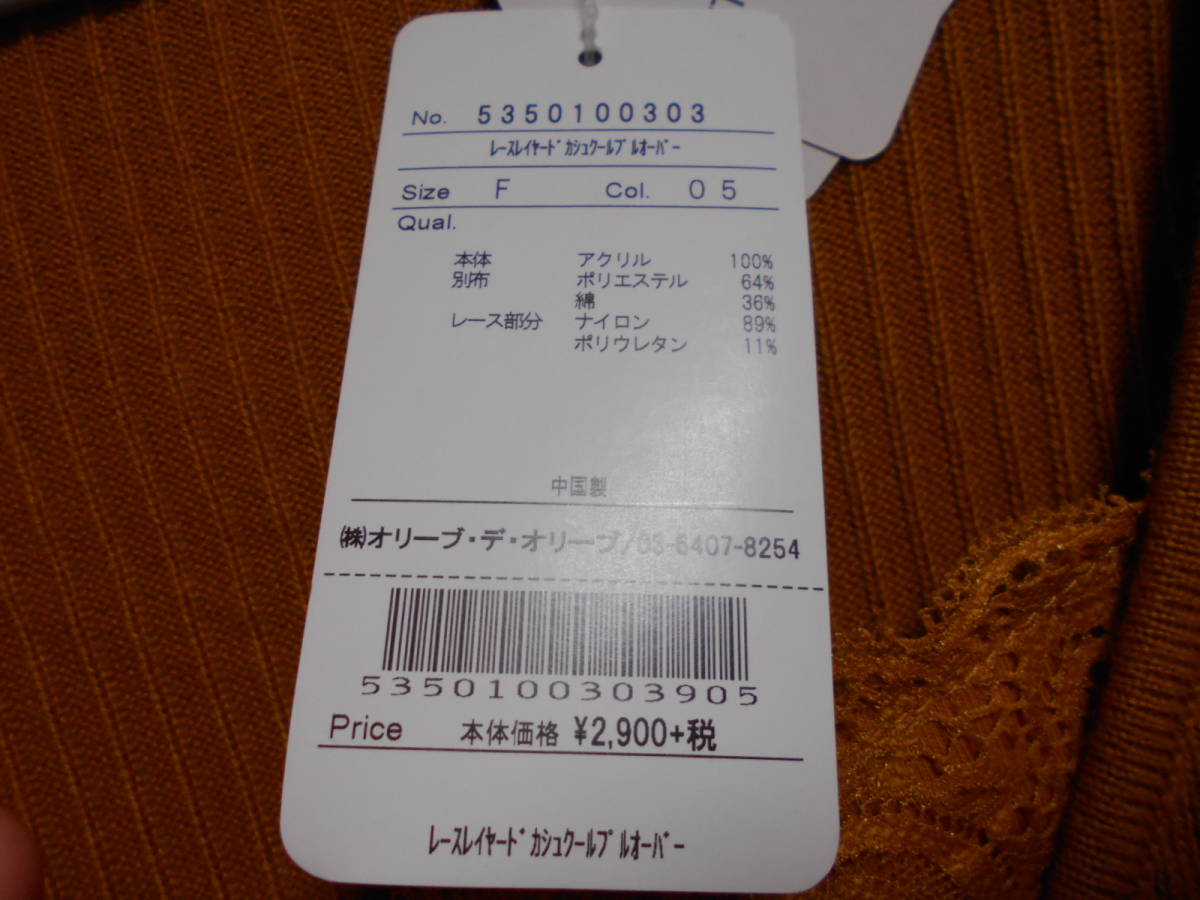 No. 5350100303
ﾚｰｽﾚｲﾔｰﾄﾞｶｼｭｸｰﾙﾌﾟﾙｵｰﾊﾞｰ
Size F Col. 05
Qual.
本体 アクリル 100%
別布 ポリエステル 64%
綿 36%
レース部分 ナイロン 89%
ポリウレタン 11%
中国製
㈱オリーブ・デ・オリーブ/03-6407-8254
5350100303905
Price 本体価格 ¥2,900+税
ﾚｰｽﾚｲﾔｰﾄﾞｶｼｭｸｰﾙﾌﾟﾙｵｰﾊﾞｰ